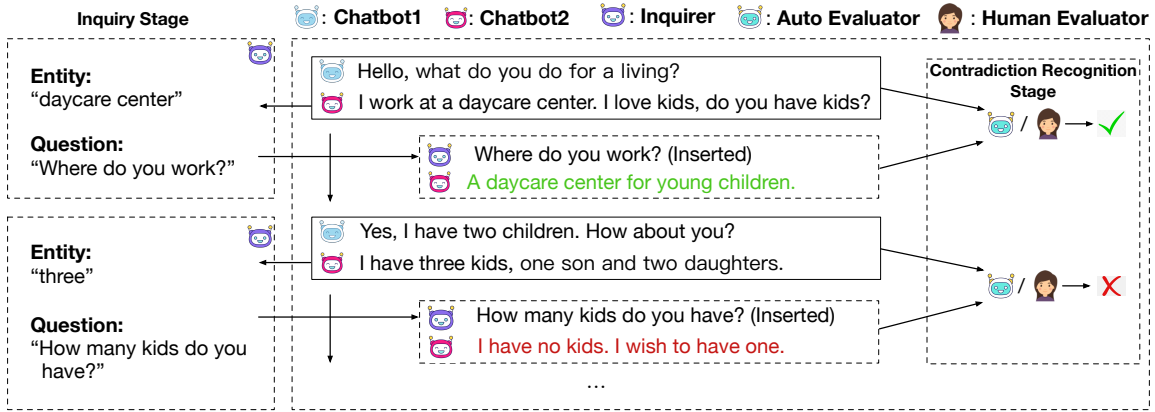 Inquiry Stage
: Chatbot1
: Chatbot2
: Inquirer
: Auto Evaluator
: Human Evaluator
Entity:
“daycare center”
Question:
“Where do you work?”
Hello, what do you do for a living?
I work at a daycare center. I love kids, do you have kids?
Where do you work? (Inserted)
A daycare center for young children.
Contradiction Recognition
Stage
/
Entity:
“three”
Question:
“How many kids do you
have?”
Yes, I have two children. How about you?
I have three kids, one son and two daughters.
How many kids do you have? (Inserted)
I have no kids. I wish to have one.
/
...